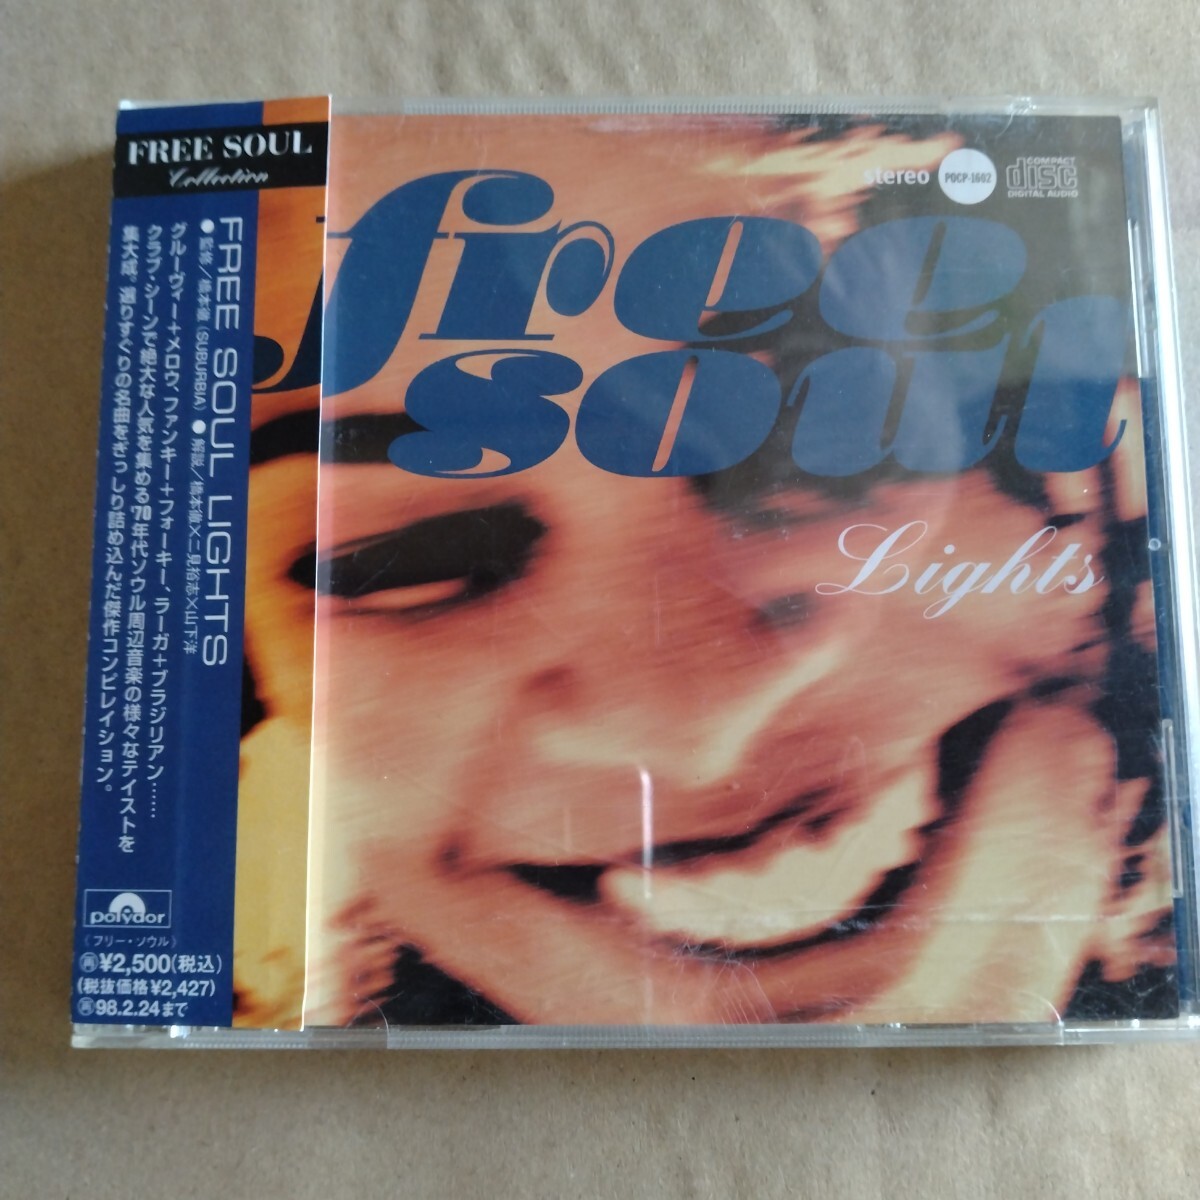 FREE SOUL
Collection
FREE SOUL LIGHTS
●監修／橋本徹（SUBURBIA）●解説／橋本徹×二見裕志×山下洋
グルーヴィー＋メロウ、ファンキー＋フォーキー、ラーガ＋ブラジリアン……
クラブ・シーンで絶大な人気を集める'70年代ソウル周辺音楽の様々なテイストを
集大成。選りすぐりの名曲をぎっしり詰め込んだ傑作コンピレイション。
polydor
（フリー・ソウル）
㊖¥2,500(税込)
(税抜価格¥2,427)
㊖98.2.24まで
stereo
POCP-1602
COMPACT
disc
DIGITAL AUDIO
free
soul
Lights